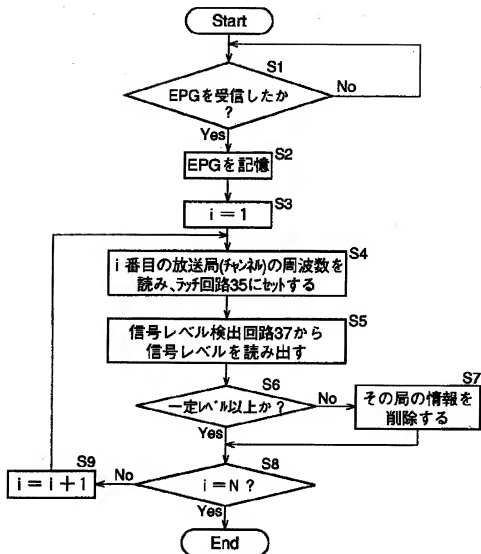 Start
S1
EPGを受信したか
?
No
Yes
S2
EPGを記憶
S3
i=1
S4
i番目の放送局(チャンネル)の周波数を
読み、ラッチ回路35にセットする
S5
信号レベル検出回路37から
信号レベルを読み出す
S6
一定レベル以上か?
No
Yes
S7
その局の情報を
削除する
S8
i=N?
No
Yes
S9
i=i+1
End